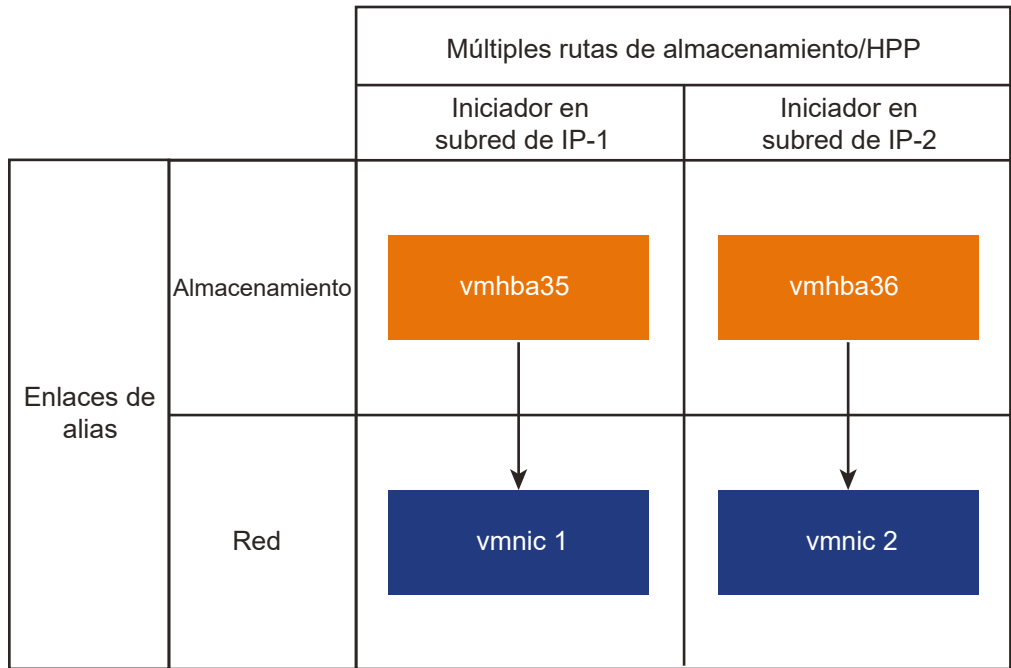 Múltiples rutas de almacenamiento/HPP
Iniciador en
subred de IP-1
Iniciador en
subred de IP-2
Enlaces de
alias
Almacenamiento
vmhba35
vmhba36
Red
vmnic 1
vmnic 2